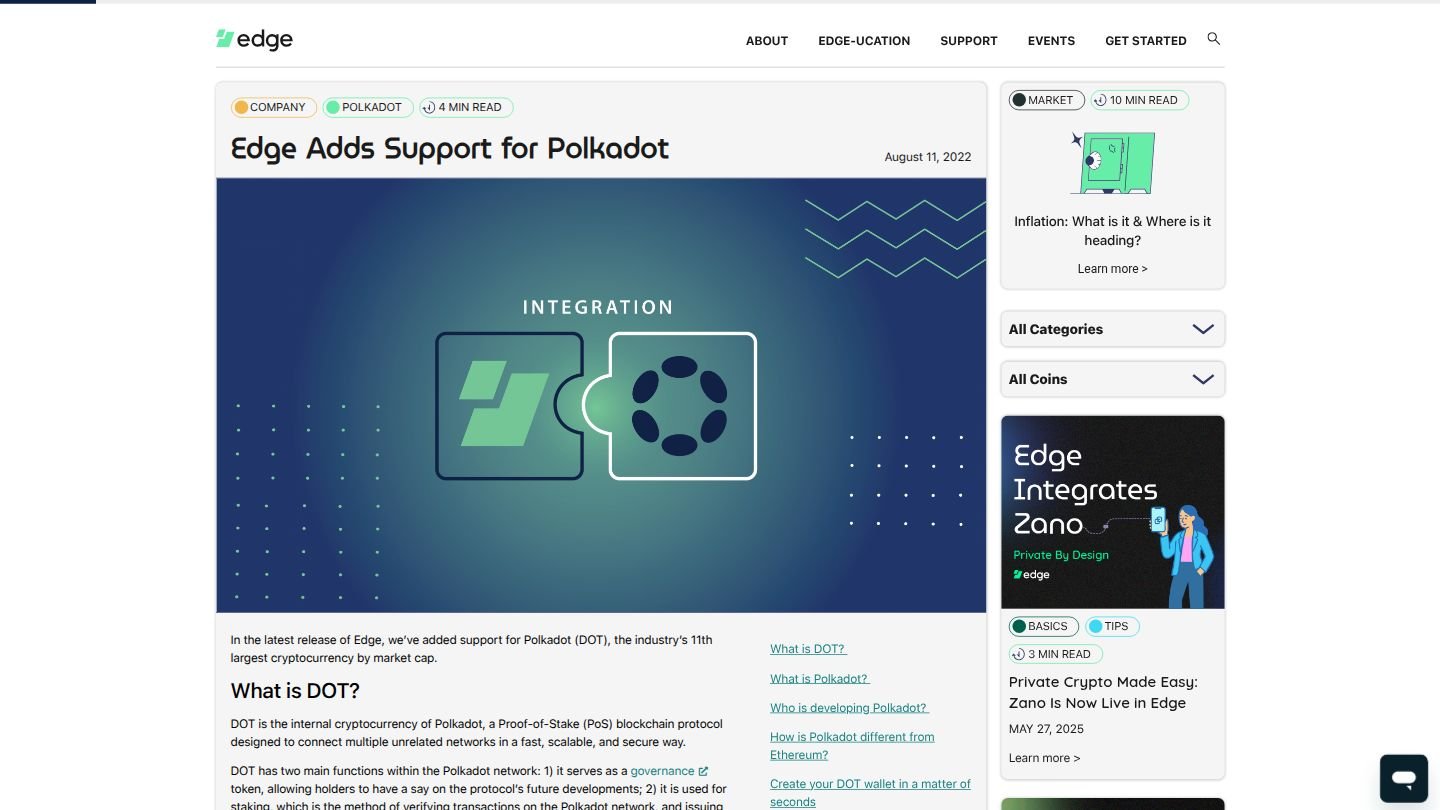 edge
ABOUT
EDGE-UCATION
SUPPORT
EVENTS
GET STARTED
COMPANY
POLKADOT
4 MIN READ
Edge Adds Support for Polkadot
August 11, 2022
INTEGRATION
In the latest release of Edge, we’ve added support for Polkadot (DOT), the industry’s 11th
largest cryptocurrency by market cap.
What is DOT?
DOT is the internal cryptocurrency of Polkadot, a Proof-of-Stake (PoS) blockchain protocol
designed to connect multiple unrelated networks in a fast, scalable, and secure way.
DOT has two main functions within the Polkadot network: 1) it serves as a governance
token, allowing holders to have a say on the protocol’s future developments; 2) it is used for
staking, which is the method of verifying transactions on the Polkadot network, and issuing
What is DOT?
What is Polkadot?
Who is developing Polkadot?
How is Polkadot different from
Ethereum?
Create your DOT wallet in a matter of
seconds
MARKET
10 MIN READ
Inflation: What is it & Where is it
heading?
Learn more >
All Categories
All Coins
Edge
Integrates
Zano
Private By Design
edge
BASICS
TIPS
3 MIN READ
Private Crypto Made Easy:
Zano Is Now Live in Edge
MAY 27, 2025
Learn more >